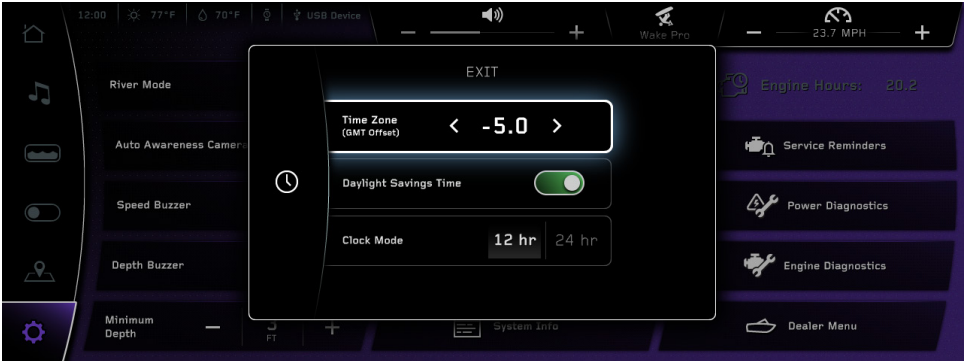 12:00
77°F
70°F
USB Device
Wake Pro
23.7 MPH
EXIT
River Mode
Time Zone
(GMT Offset)
-5.0
Engine Hours: 20.2
Auto Awareness Camera
Service Reminders
Daylight Savings Time
Speed Buzzer
Power Diagnostics
Clock Mode
12 hr
24 hr
Depth Buzzer
Engine Diagnostics
Minimum
Depth
FT
System Info
Dealer Menu